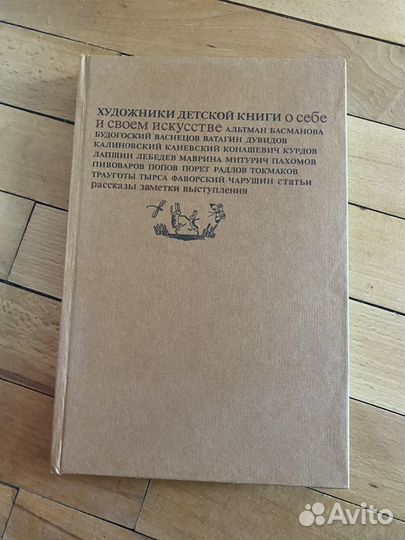 ХУДОЖНИКИ ДЕТСКОЙ КНИГИ о себе
и своем искусстве АЛЬТМАН БАСМАНОВА
БУДОГОСКИЙ ВАСНЕЦОВ ВАТАГИН ДУВИДОВ
КАЛИНОВСКИЙ КАНЕВСКИЙ КОНАШЕВИЧ КУРДОВ
ЛАПШИН ЛЕБЕДЕВ МАВРИНА МИТУРИЧ ПАХОМОВ
ПИВОВАРОВ ПОПОВ ПОРЕТ РАДЛОВ ТОКМАКОВ
ТРАУГОТЫ ТЫРСА ФАВОРСКИЙ ЧАРУШИН статьи
рассказы заметки выступления
Avito